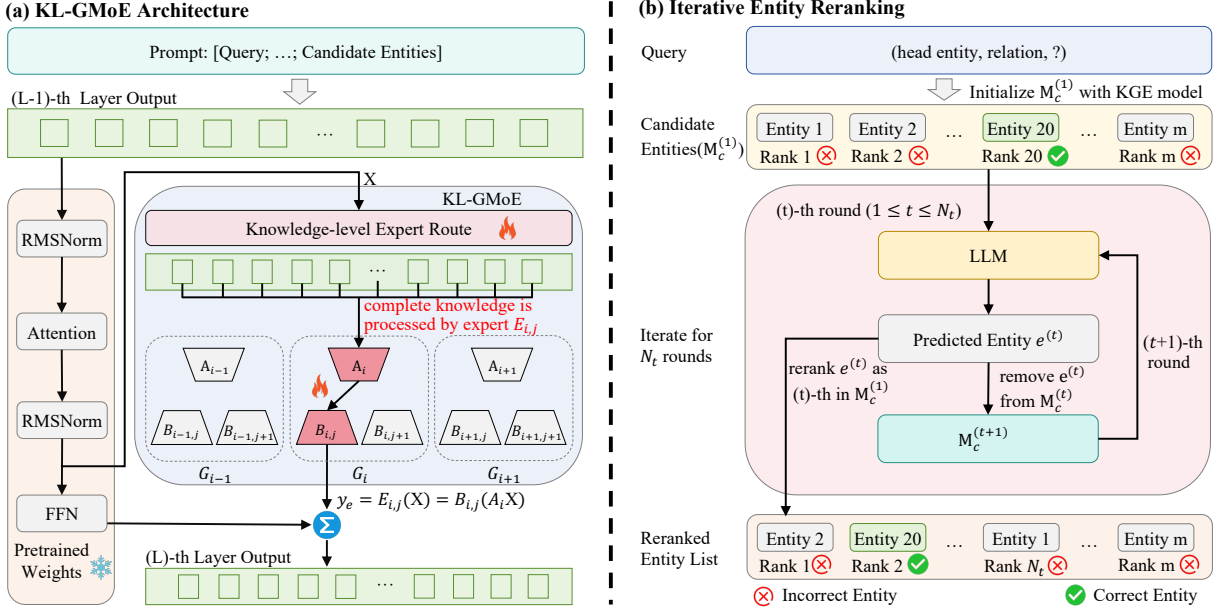 (a) KL-GMoE Architecture
Prompt: [Query; …; Candidate Entities]
(L-1)-th Layer Output
…
X
KL-GMoE
Knowledge-level Expert Route
…
complete knowledge is
processed by expert E_{i,j}
RMSNorm
Attention
RMSNorm
FFN
Pretrained
Weights
A_{i−1}
A_i
A_{i+1}
B_{i−1,j}
B_{i−1,j+1}
B_{i,j}
B_{i,j+1}
B_{i+1,j}
B_{i+1,j+1}
G_{i−1}
G_i
G_{i+1}
y_e = E_{i,j}(X) = B_{i,j}(A_iX)
Σ
(L)-th Layer Output
…
(b) Iterative Entity Reranking
Query
(head entity, relation, ?)
Initialize M_c^{(1)} with KGE model
Candidate
Entities(M_c^{(1)})
Entity 1 Entity 2 … Entity 20 … Entity m
Rank 1 Rank 2 Rank 20 Rank m
(t)-th round (1 ≤ t ≤ N_t)
LLM
Predicted Entity e^{(t)}
Iterate for
N_t rounds
rerank e^{(t)} as
(t)-th in M_c^{(1)}
remove e^{(t)}
from M_c^{(t)}
(t+1)-th
round
M_c^{(t+1)}
Reranked
Entity List
Entity 2 Entity 20 … Entity 1 … Entity m
Rank 1 Rank 2 Rank N_t Rank m
Incorrect Entity
Correct Entity